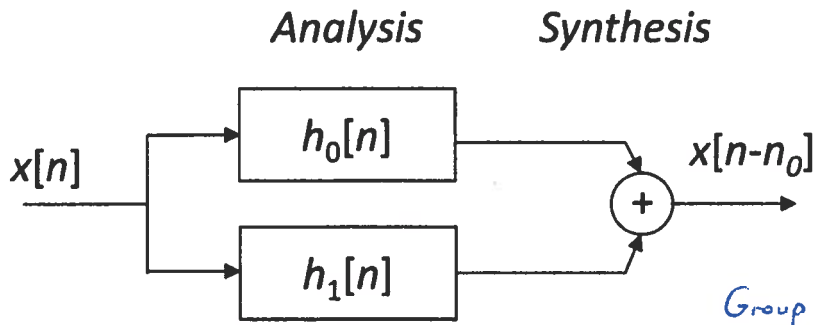 Analysis Synthesis
h₀[n]
x[n] x[n-n₀]
+
h₁[n]
Group